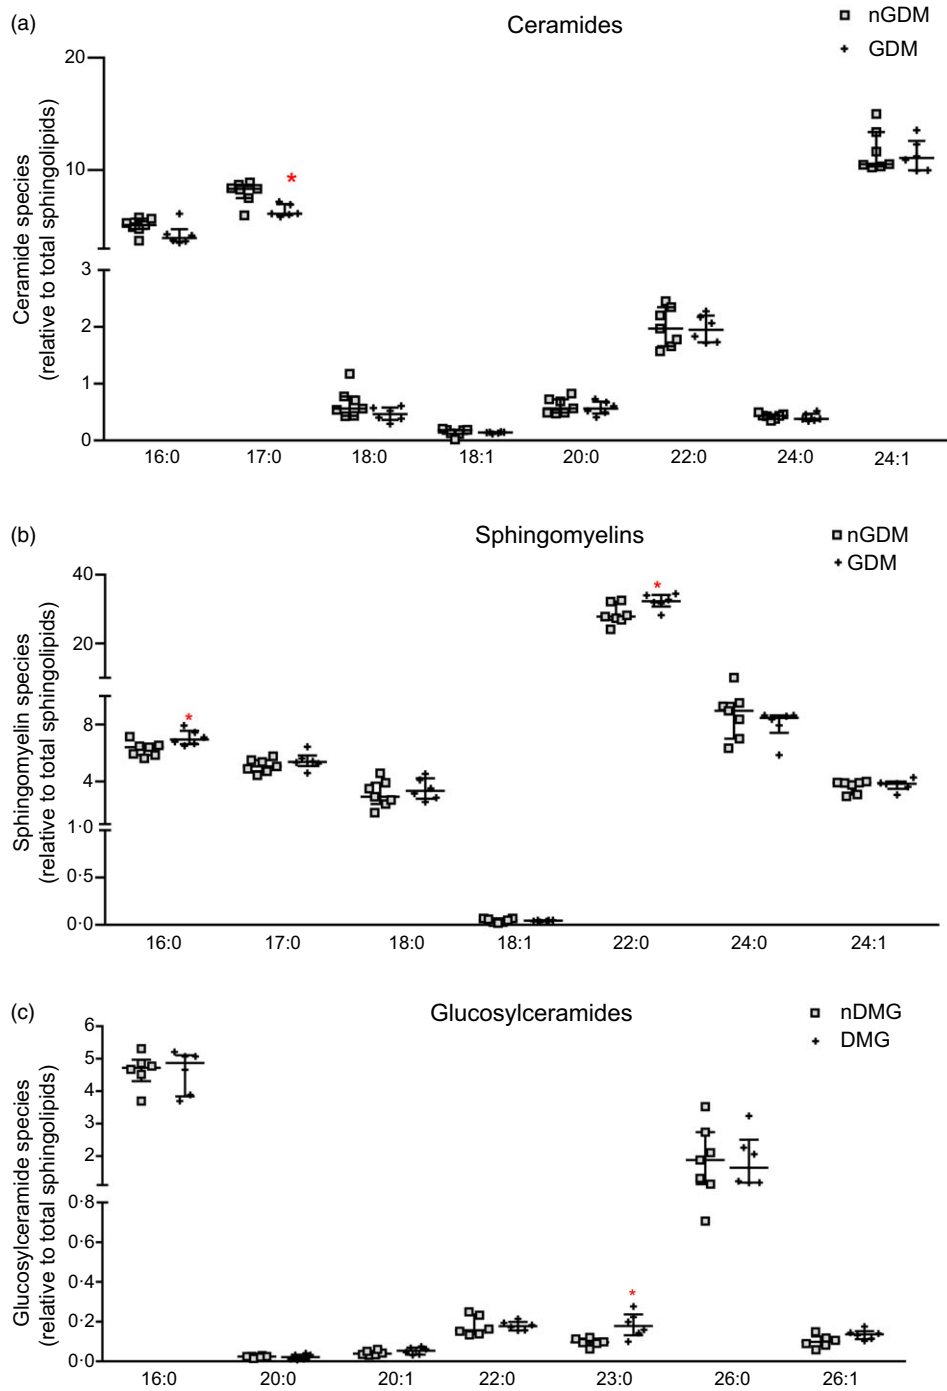 (a)
Ceramides
nGDM
GDM
Ceramide species
(relative to total sphingolipids)
20
10
3
2
1
0
16:0 17:0 18:0 18:1 20:0 22:0 24:0 24:1
*
(b)
Sphingomyelins
nGDM
GDM
Sphingomyelin species
(relative to total sphingolipids)
40
20
8
4
1·0
1·0
0·5
0·0
16:0 17:0 18:0 18:1 22:0 24:0 24:1
*
*
(c)
Glucosylceramides
nDMG
DMG
Glucosylceramide species
(relative to total sphingolipids)
6
5
4
3
2
0·8
0·6
0·4
0·2
0·0
16:0 20:0 20:1 22:0 23:0 26:0 26:1
*